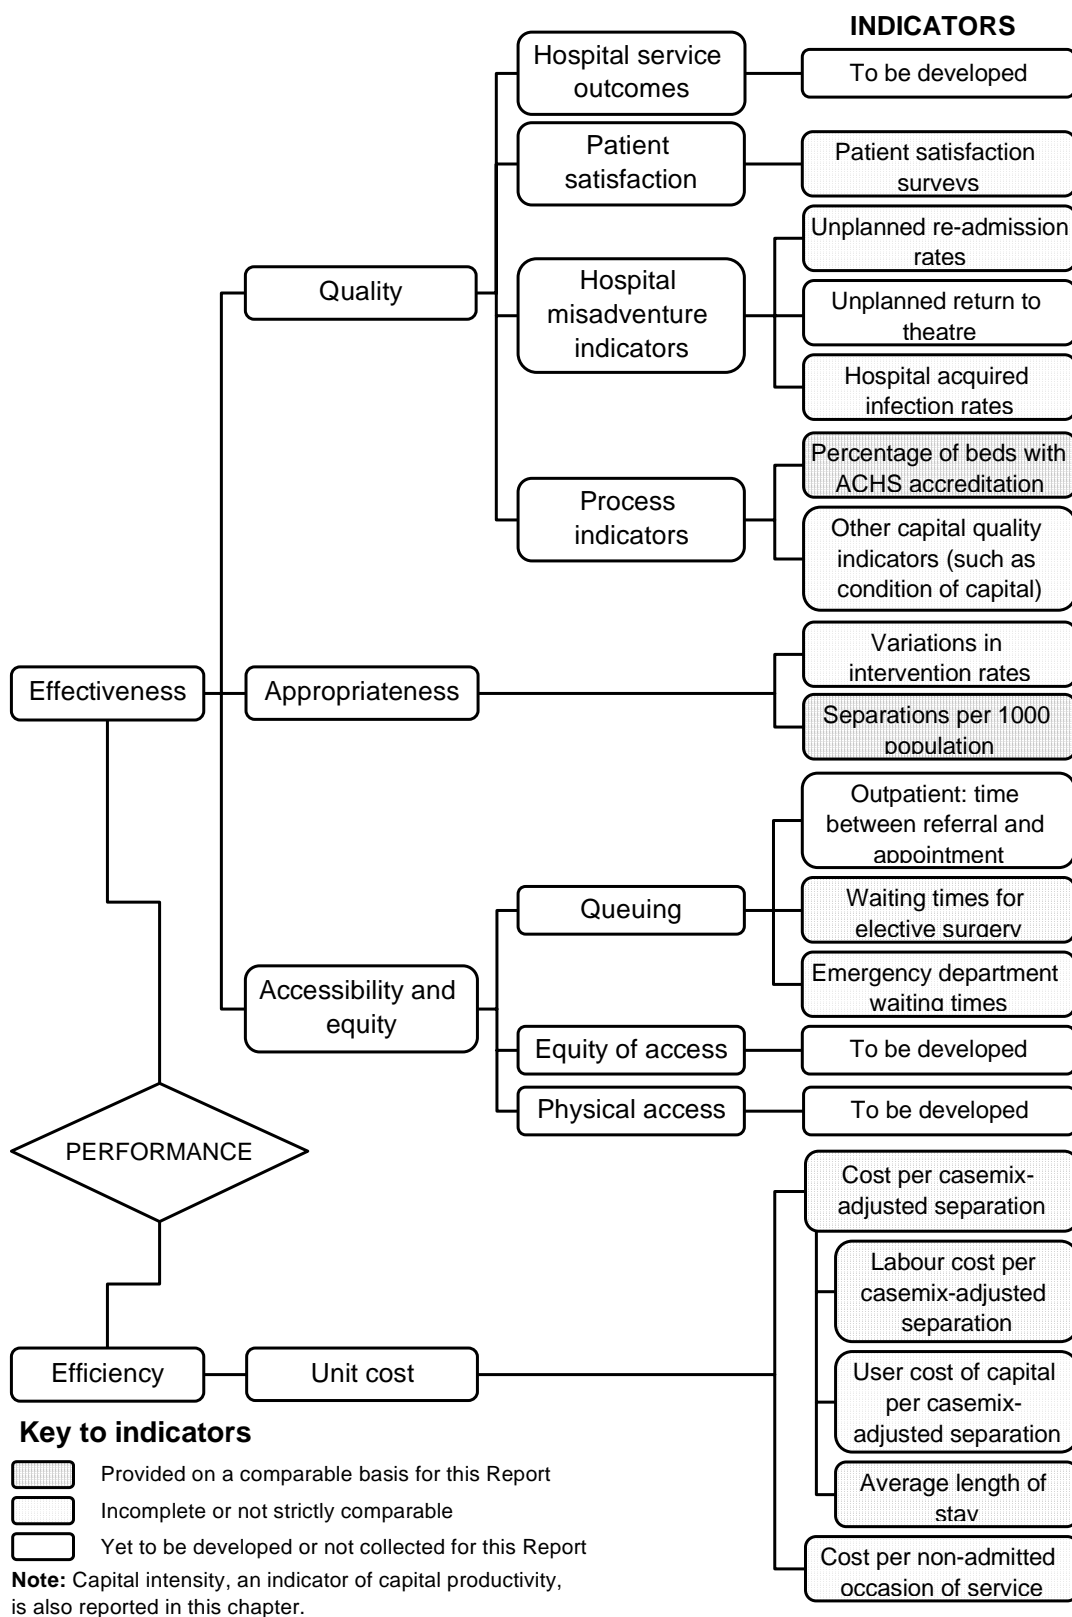 INDICATORS
Hospital service
outcomes
To be developed
Patient
satisfaction
Patient satisfaction
surveys
Quality
Hospital
misadventure
indicators
Unplanned re-admission
rates
Unplanned return to
theatre
Hospital acquired
infection rates
Process
indicators
Percentage of beds with
ACHS accreditation
Other capital quality
indicators (such as
condition of capital)
Effectiveness
Appropriateness
Variations in
intervention rates
Separations per 1000
population
Accessibility and
equity
Queuing
Outpatient: time
between referral and
appointment
Waiting times for
elective surgery
Emergency department
waiting times
Equity of access
To be developed
Physical access
To be developed
PERFORMANCE
Efficiency
Unit cost
Cost per casemix-
adjusted separation
Labour cost per
casemix-adjusted
separation
User cost of capital
per casemix-
adjusted separation
Average length of
stay
Cost per non-admitted
occasion of service
Key to indicators
Provided on a comparable basis for this Report
Incomplete or not strictly comparable
Yet to be developed or not collected for this Report
Note: Capital intensity, an indicator of capital productivity,
is also reported in this chapter.